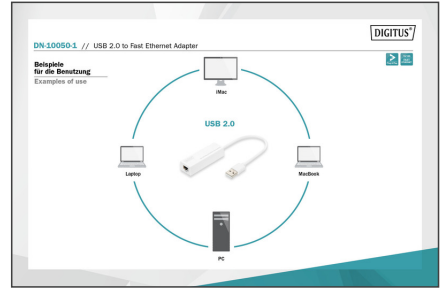 DIGITUS®
DN-10050-1 // USB 2.0 to Fast Ethernet Adapter
Beispiele
für die Benutzung
Examples of use
iMac
USB 2.0
Laptop
MacBook
PC